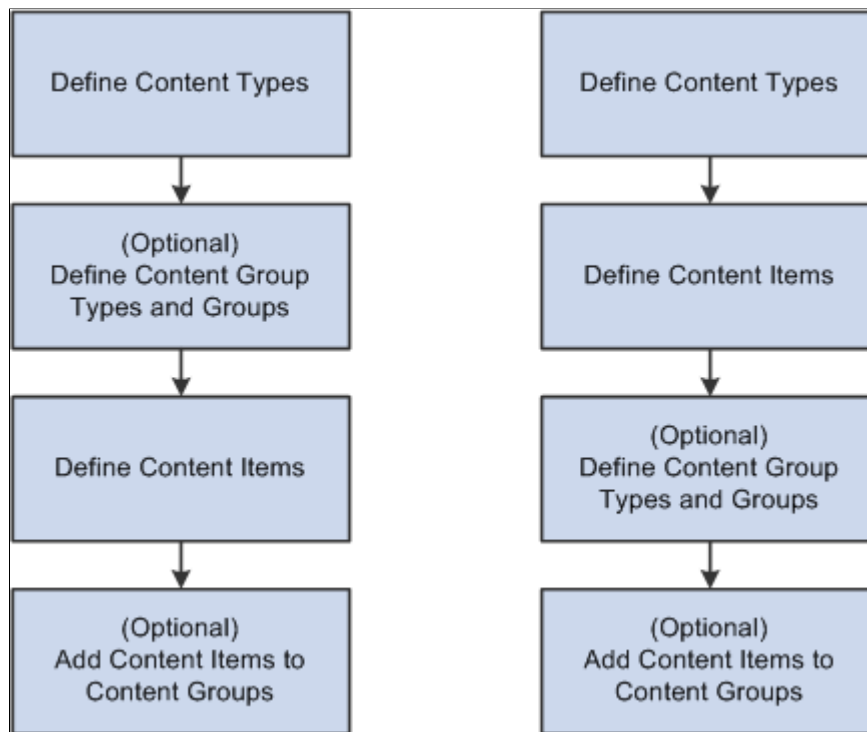 Define Content Types
(Optional)
Define Content Group
Types and Groups
Define Content Items
(Optional)
Add Content Items to
Content Groups
Define Content Types
Define Content Items
(Optional)
Define Content Group
Types and Groups
(Optional)
Add Content Items to
Content Groups